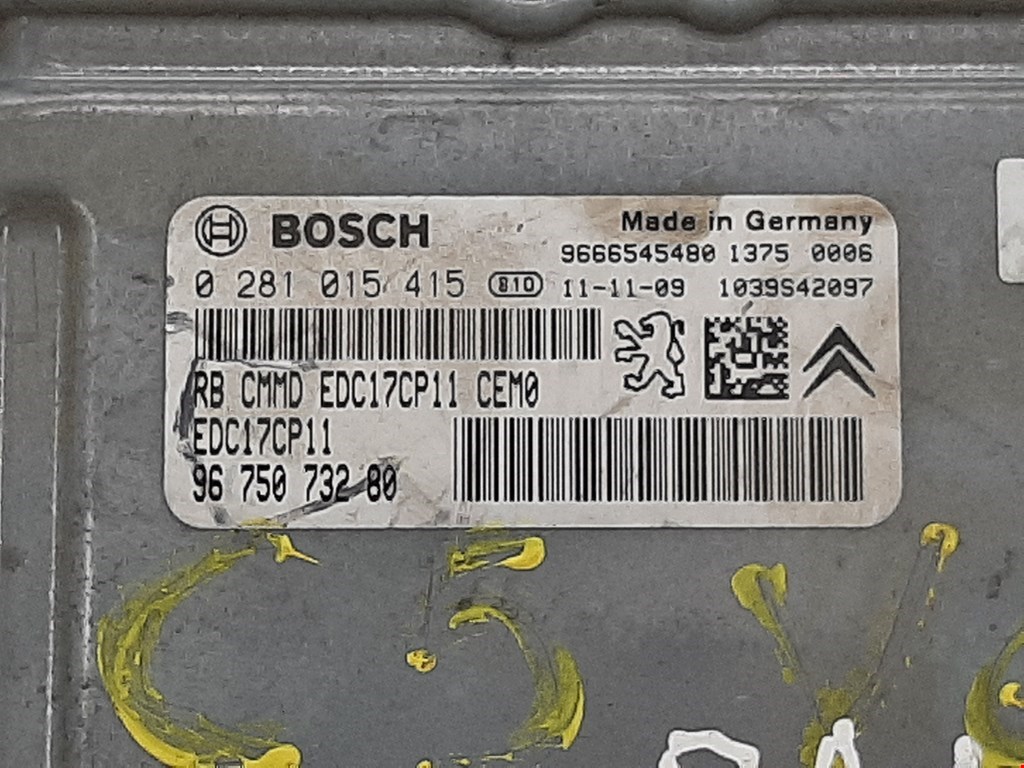 BOSCH
Made in Germany
9666545480 1375 0006
0 281 015 415 810 11-11-09 1039S42097
RB CMMD EDC17CP11 CEM0
EDC17CP11
96 750 732 80
C5 Y